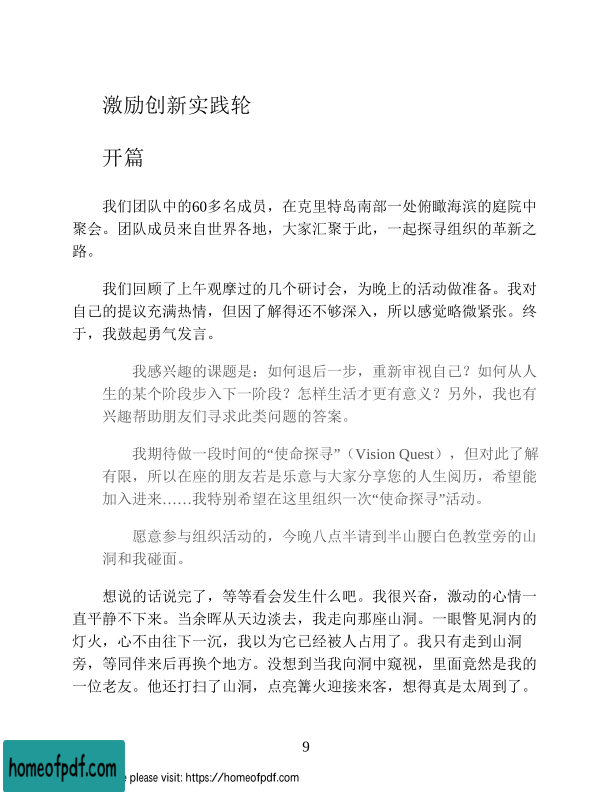 激励创新实践轮
开篇
我们团队中的60多名成员，在克里特岛南部一处俯瞰海滨的庭院中
聚会。团队成员来自世界各地，大家汇聚于此，一起探寻组织的革新之
路。
我们回顾了上午观摩过的几个研讨会，为晚上的活动做准备。我对
自己的提议充满热情，但因了解得还不够深入，所以感觉略微紧张。终
于，我鼓起勇气发言。
我感兴趣的课题是：如何退后一步，重新审视自己？如何从人
生的某个阶段步入下一阶段？怎样生活才更有意义？另外，我也有
兴趣帮助朋友们寻求此类问题的答案。
我期待做一段时间的“使命探寻”（Vision Quest），但对此了解
有限，所以在座的朋友若是乐意与大家分享您的人生阅历，希望能
加入进来……我特别希望在这里组织一次“使命探寻”活动。
愿意参与组织活动的，今晚八点半请到半山腰白色教堂旁的山
洞和我碰面。
想说的话说完了，等等看会发生什么吧。我很兴奋，激动的心情一
直平静不下来。当余晖从天边淡去，我走向那座山洞。一眼瞥见洞内的
灯火，心不由往下一沉，我以为它已经被人占用了。我只有走到山洞
旁，等同伴来后再换个地方。没想到当我向洞中窥视，里面竟然是我的
一位老友。他还打扫了山洞，点亮篝火迎接来客，想得真是太周到了。
9
homeofpdf.com
please visit: https://homeofpdf.com